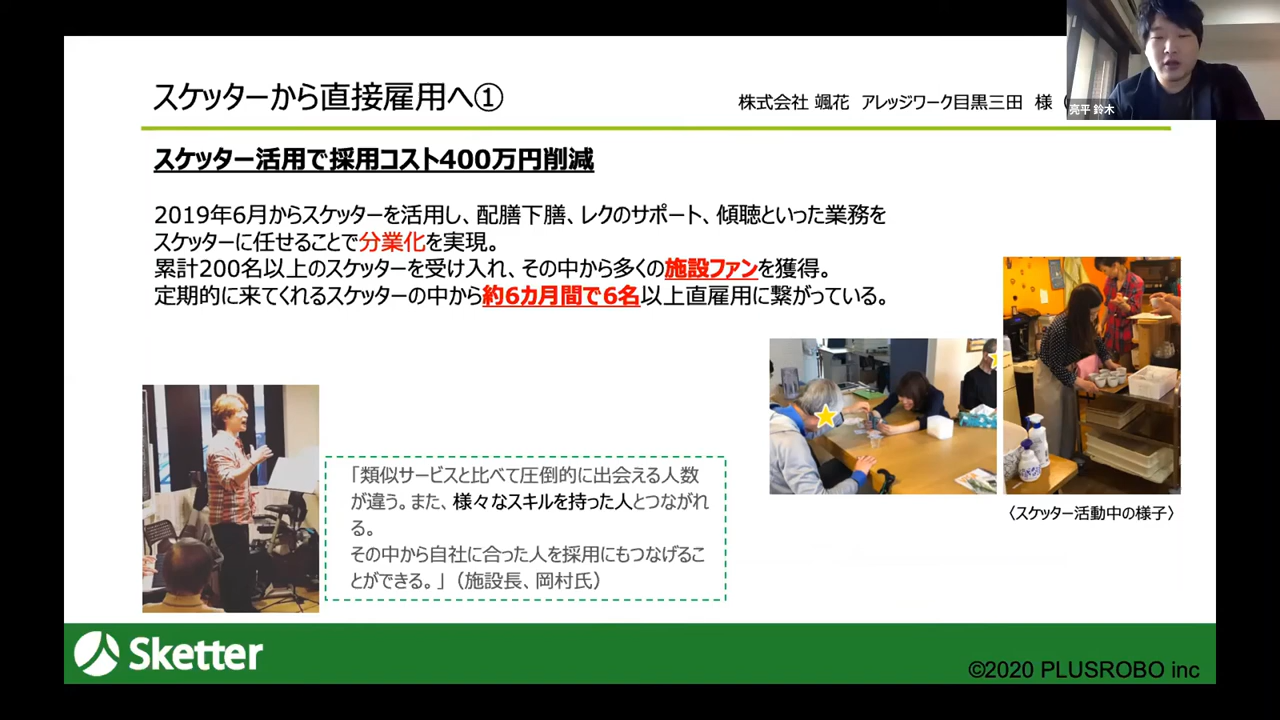 スケッターから直接雇用へ①
株式会社 颯花 アレッジワーク目黒三田 様
亮平 鈴木
スケッター活用で採用コスト400万円削減
2019年6月からスケッターを活用し、配膳下膳、レクのサポート、傾聴といった業務を
スケッターに任せることで分業化を実現。
累計200名以上のスケッターを受け入れ、その中から多くの施設ファンを獲得。
定期的に来てくれるスケッターの中から約6カ月間で6名以上直雇用に繋がっている。
「類似サービスと比べて圧倒的に出会える人数
が違う。また、様々なスキルを持った人とつながれ
る。
その中から自社に合った人を採用にもつなげるこ
とができる。」（施設長、岡村氏）
〈スケッター活動中の様子〉
Sketter
©2020 PLUSROBO inc